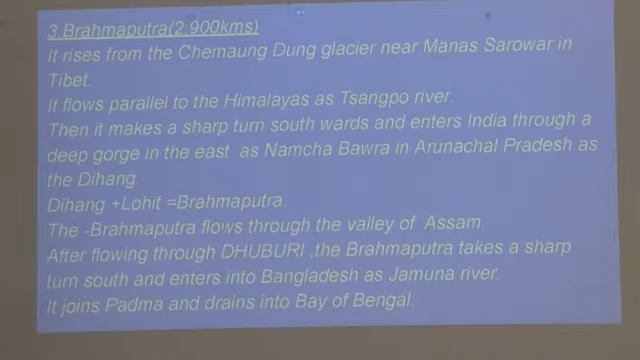 3.Brahmaputra(2,900kms)
It rises from the Chemaung Dung glacier near Manas Sarowar in
Tibet.
It flows parallel to the Himalayas as Tsangpo river.
Then it makes a sharp turn south wards and enters India through a
deep gorge in the east as Namcha Bawra in Arunachal Pradesh as
the Dihang.
Dihang +Lohit =Brahmaputra.
The -Brahmaputra flows through the valley of Assam.
After flowing through DHUBURI ,the Brahmaputra takes a sharp
turn south and enters into Bangladesh as Jamuna river.
It joins Padma and drains into Bay of Bengal.